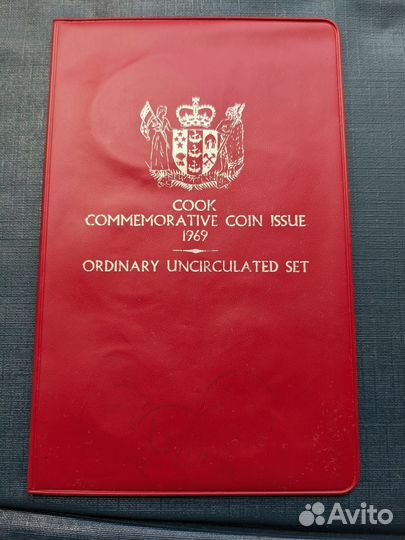 COOK
COMMEMORATIVE COIN ISSUE
1969
ORDINARY UNCIRCULATED SET
Avito